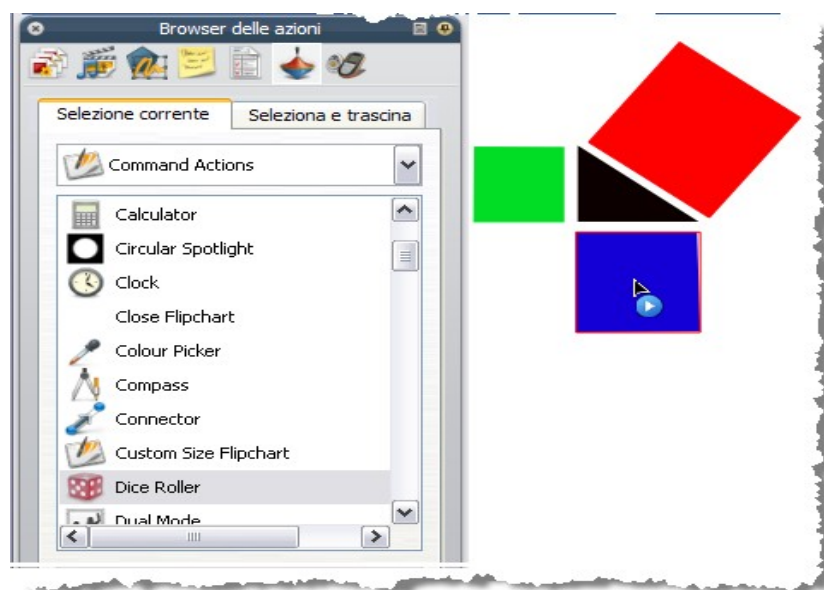 Browser delle azioni
Selezione corrente
Seleziona e trascina
Command Actions
Calculator
Circular Spotlight
Clock
Close Flipchart
Colour Picker
Compass
Connector
Custom Size Flipchart
Dice Roller
Dual Mode